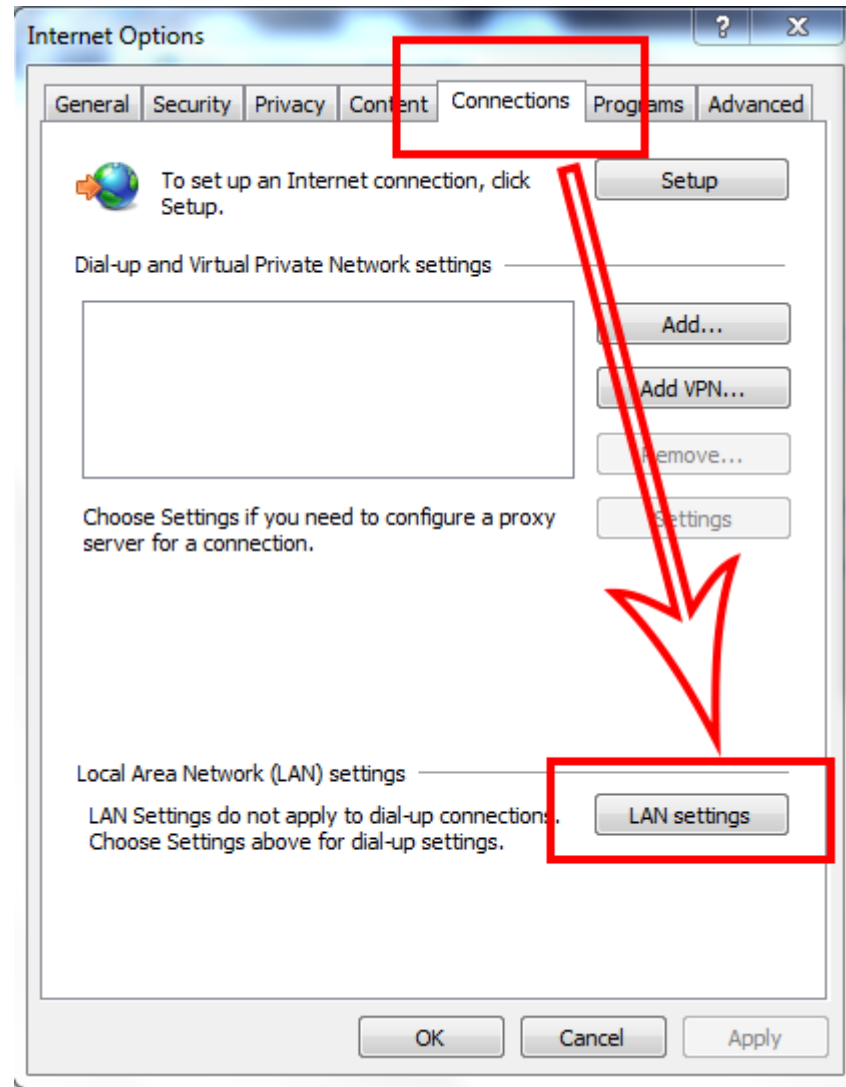 Internet Options
?
X
General Security Privacy Content Connections Programs Advanced
To set up an Internet connection, click
Setup.
Setup
Dial-up and Virtual Private Network settings
Add...
Add VPN...
Remove...
Choose Settings if you need to configure a proxy
server for a connection.
Settings
Local Area Network (LAN) settings
LAN Settings do not apply to dial-up connections.
Choose Settings above for dial-up settings.
LAN settings
OK Cancel Apply